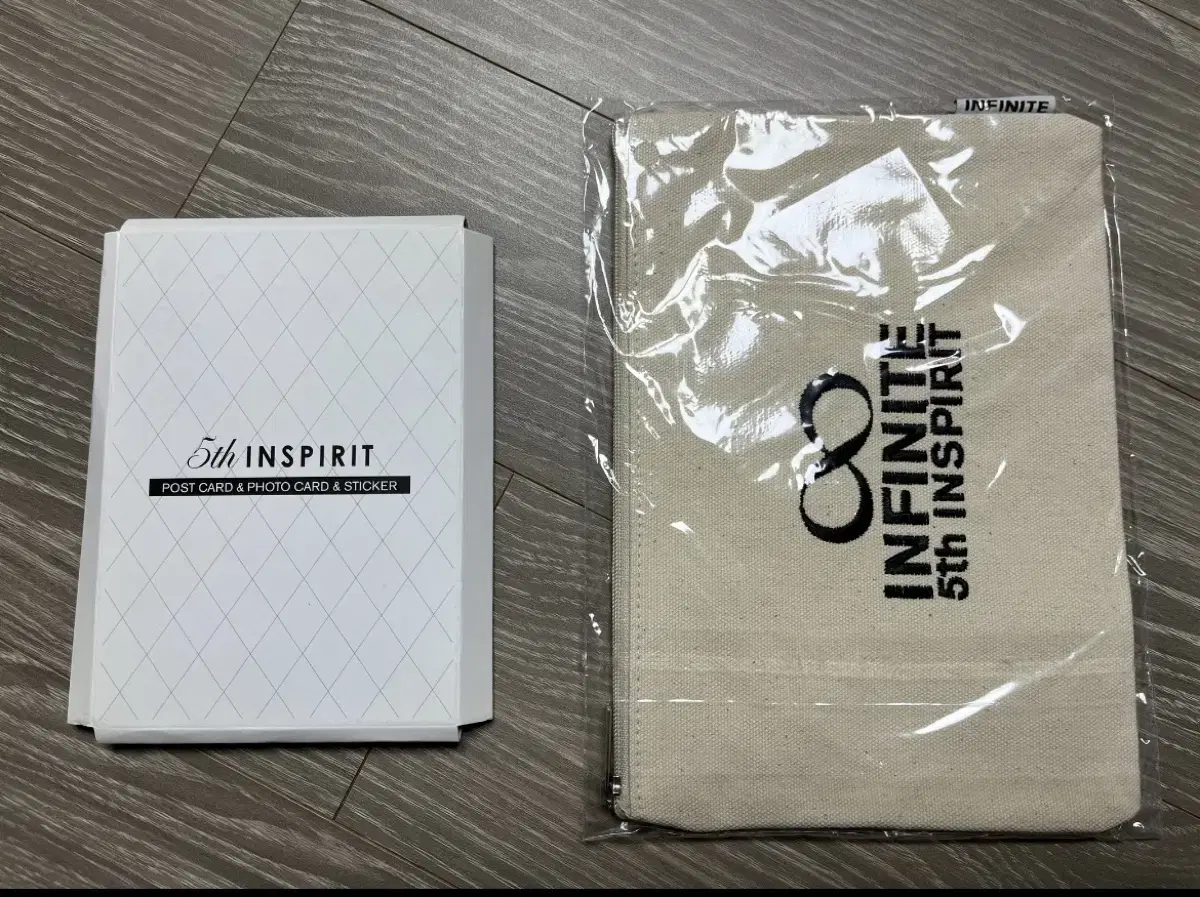 5th INSPIRIT
POST CARD & PHOTO CARD & STICKER
INFINITE
INFINITE
5th INSPIRIT